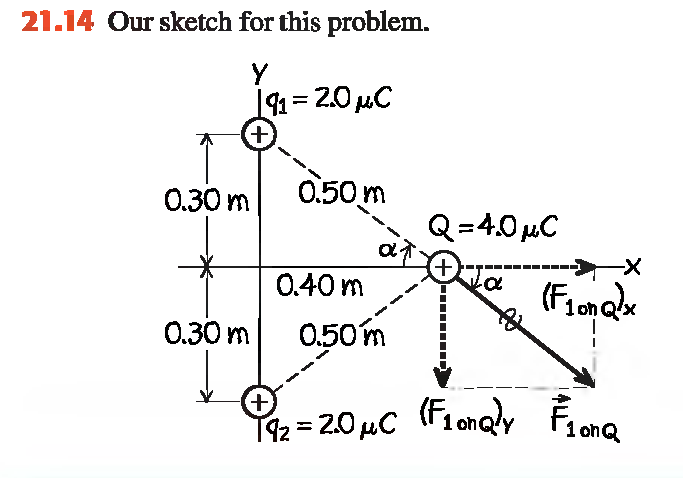 21.14 Our sketch for this problem.
Y
q₁ = 2.0 μC
+
0.30 m
0.50 m
Q = 4.0 μC
α
+
X
0.40 m
α
(F₁ on Q)x
0.30 m
0.50 m
+
q₂ = 2.0 μC
(F₁ on Q)y
F⃗₁ on Q